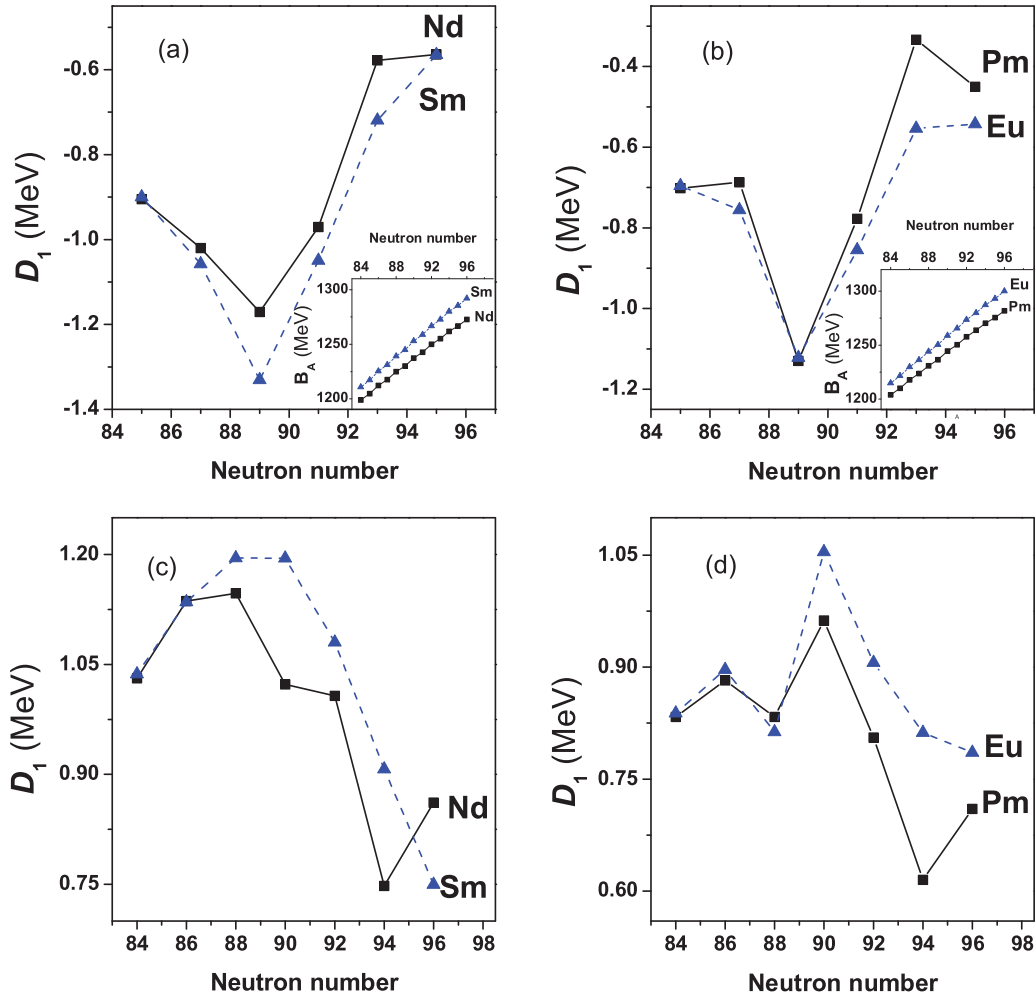 (a)
Nd
Sm
D1 (MeV)
-0.6
-0.8
-1.0
-1.2
-1.4
84 86 88 90 92 94 96
Neutron number
Neutron number
84 88 92 96
1300
1250
1200
BA (MeV)
Sm
Nd
(b)
Pm
Eu
D1 (MeV)
-0.4
-0.6
-0.8
-1.0
-1.2
84 86 88 90 92 94 96
Neutron number
Neutron number
84 88 92 96
1300
1250
1200
BA (MeV)
Eu
Pm
A
(c)
D1 (MeV)
1.20
1.05
0.90
0.75
Nd
Sm
84 86 88 90 92 94 96 98
Neutron number
(d)
D1 (MeV)
1.05
0.90
0.75
0.60
Eu
Pm
84 86 88 90 92 94 96 98
Neutron number